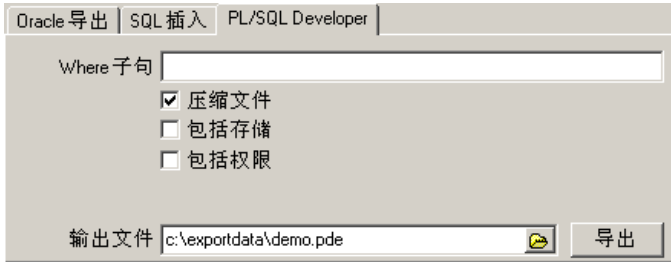 Oracle 导出 SQL 插入 PL/SQL Developer
Where 子句
压缩文件
包括存储
包括权限
输出文件 c:\exportdata\demo.pde 导出